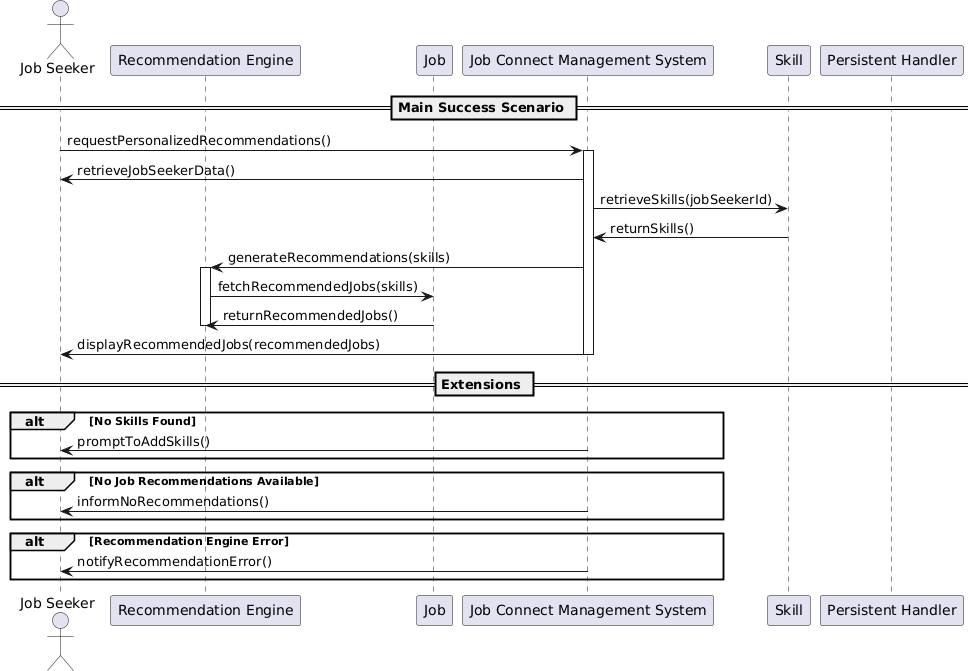 Job Seeker
Recommendation Engine
Job
Job Connect Management System
Skill
Persistent Handler
Main Success Scenario
requestPersonalizedRecommendations()
retrieveJobSeekerData()
retrieveSkills(jobSeekerId)
returnSkills()
generateRecommendations(skills)
fetchRecommendedJobs(skills)
returnRecommendedJobs()
displayRecommendedJobs(recommendedJobs)
Extensions
alt [No Skills Found]
promptToAddSkills()
alt [No Job Recommendations Available]
informNoRecommendations()
alt [Recommendation Engine Error]
notifyRecommendationError()
Job Seeker
Recommendation Engine
Job
Job Connect Management System
Skill
Persistent Handler